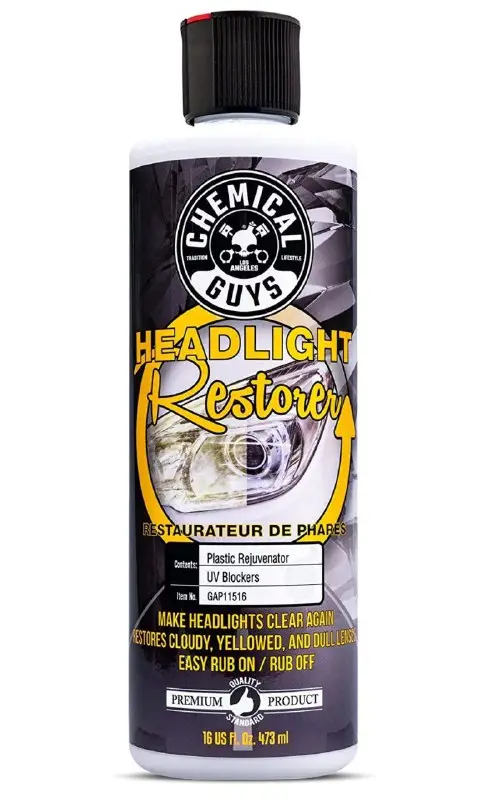 CHEMICAL
TRADITION
LOS
ANGELES
LIFESTYLE
GUYS
HEADLIGHT
Restorer
RESTAURATEUR DE PHARES
Contents: Plastic Rejuvenator
UV Blockers
Item No. GAP11516
MAKE HEADLIGHTS CLEAR AGAIN
RESTORES CLOUDY, YELLOWED, AND DULL LENSES
EASY RUB ON / RUB OFF
QUALITY
PREMIUM PRODUCT
STANDARD
16 US FL. Oz. 473 ml